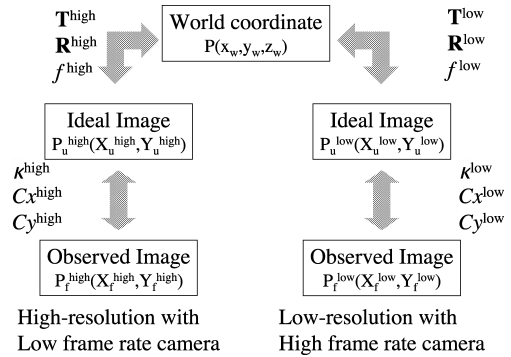 World coordinate
P(x_w,y_w,z_w)
T^high
R^high
f^high
T^low
R^low
f^low
Ideal Image
P_u^high(X_u^high,Y_u^high)
Ideal Image
P_u^low(X_u^low,Y_u^low)
κ^high
Cx^high
Cy^high
κ^low
Cx^low
Cy^low
Observed Image
P_f^high(X_f^high,Y_f^high)
Observed Image
P_f^low(X_f^low,Y_f^low)
High-resolution with
Low frame rate camera
Low-resolution with
High frame rate camera